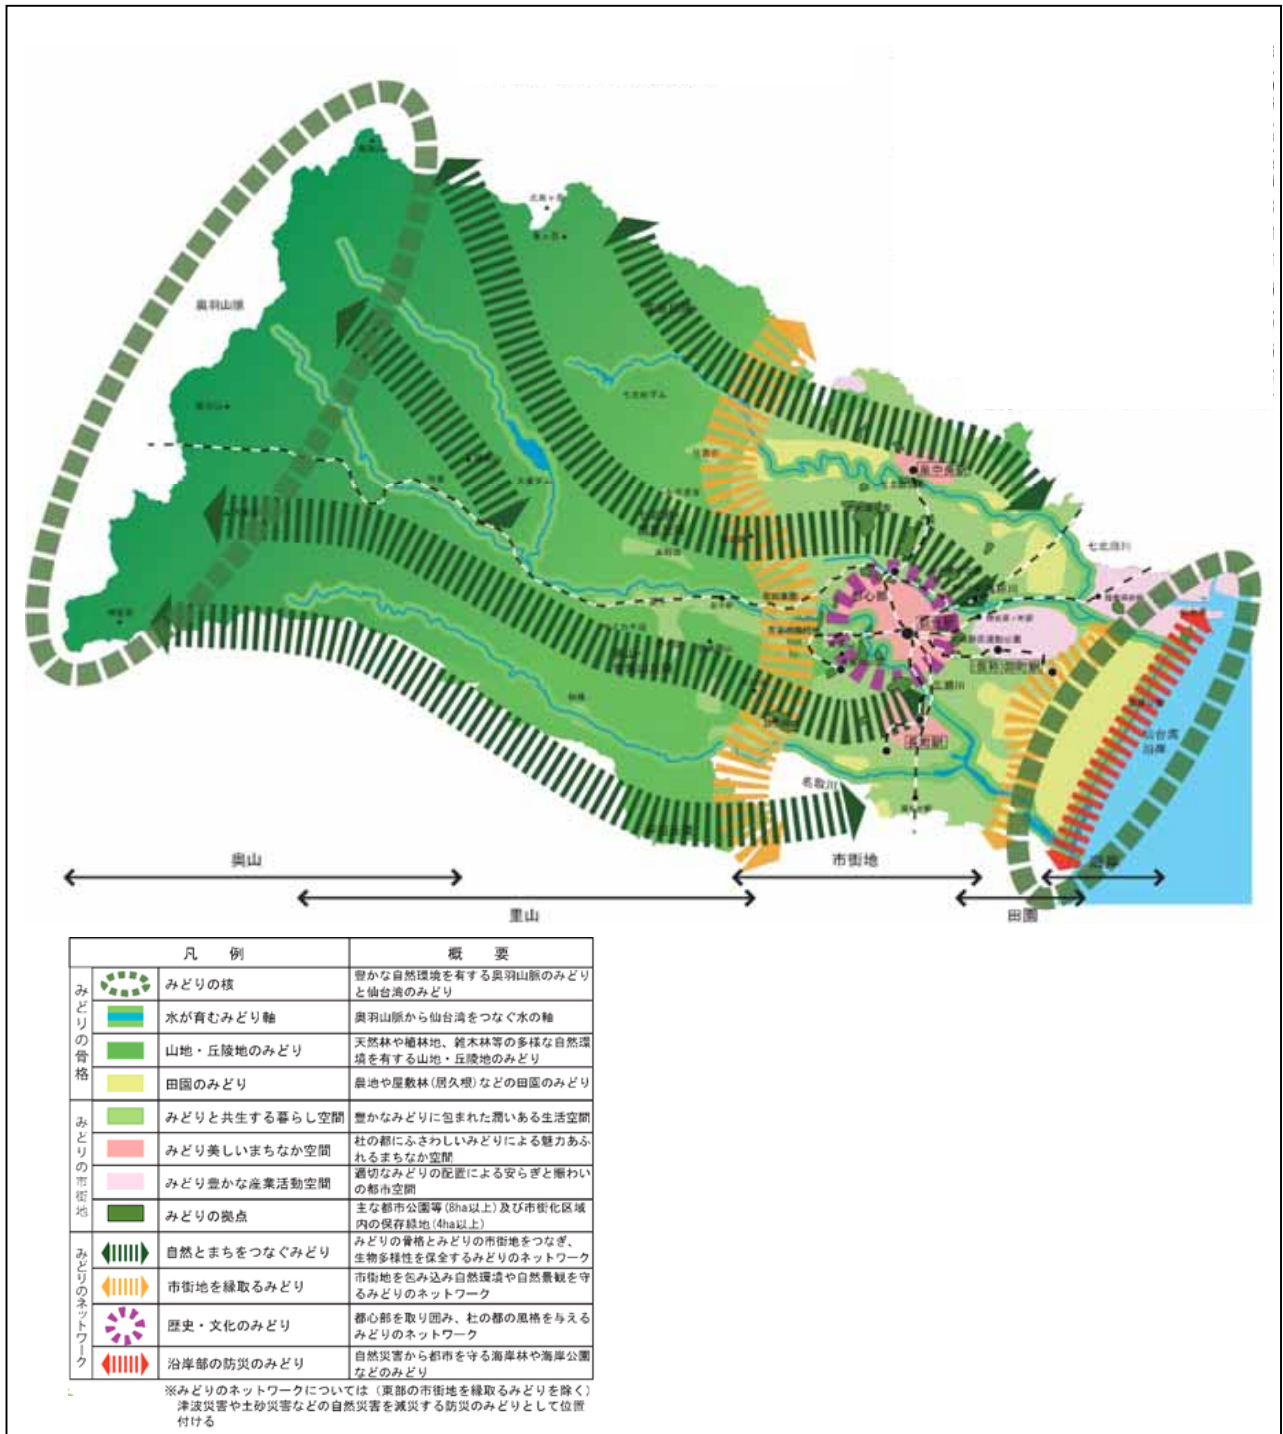 奥羽山脈
北泉ヶ岳
泉ヶ岳
七北田ダム
大倉ダム
泉中央駅
七北田川
都心部
仙台駅
広瀬川
長町駅
名取川
仙台湾
沿岸
奥山
市街地
海岸
里山
田園
凡 例
概 要
みどりの骨格
みどりの核
豊かな自然環境を有する奥羽山脈のみどり
と仙台湾のみどり
水が育むみどり軸
奥羽山脈から仙台湾をつなぐ水の軸
山地・丘陵地のみどり
天然林や植林地、雑木林等の多様な自然環
境を有する山地・丘陵地のみどり
田園のみどり
農地や屋敷林(居久根)などの田園のみどり
みどりの市街地
みどりと共生する暮らし空間
豊かなみどりに包まれた潤いある生活空間
みどり美しいまちなか空間
杜の都にふさわしいみどりによる魅力あふ
れるまちなか空間
みどり豊かな産業活動空間
適切なみどりの配置による安らぎと賑わい
の都市空間
みどりの拠点
主な都市公園等(8ha以上)及び市街化区域
内の保存緑地(4ha以上)
みどりのネットワーク
自然とまちをつなぐみどり
みどりの骨格とみどりの市街地をつなぎ、
生物多様性を保全するみどりのネットワーク
市街地を縁取るみどり
市街地を包み込み自然環境や自然景観を守
るみどりのネットワーク
歴史・文化のみどり
都心部を取り囲み、杜の都の風格を与える
みどりのネットワーク
沿岸部の防災のみどり
自然災害から都市を守る海岸林や海岸公園
などのみどり
※みどりのネットワークについては（東部の市街地を縁取るみどりを除く）
津波災害や土砂災害などの自然災害を減災する防災のみどりとして位置
付ける